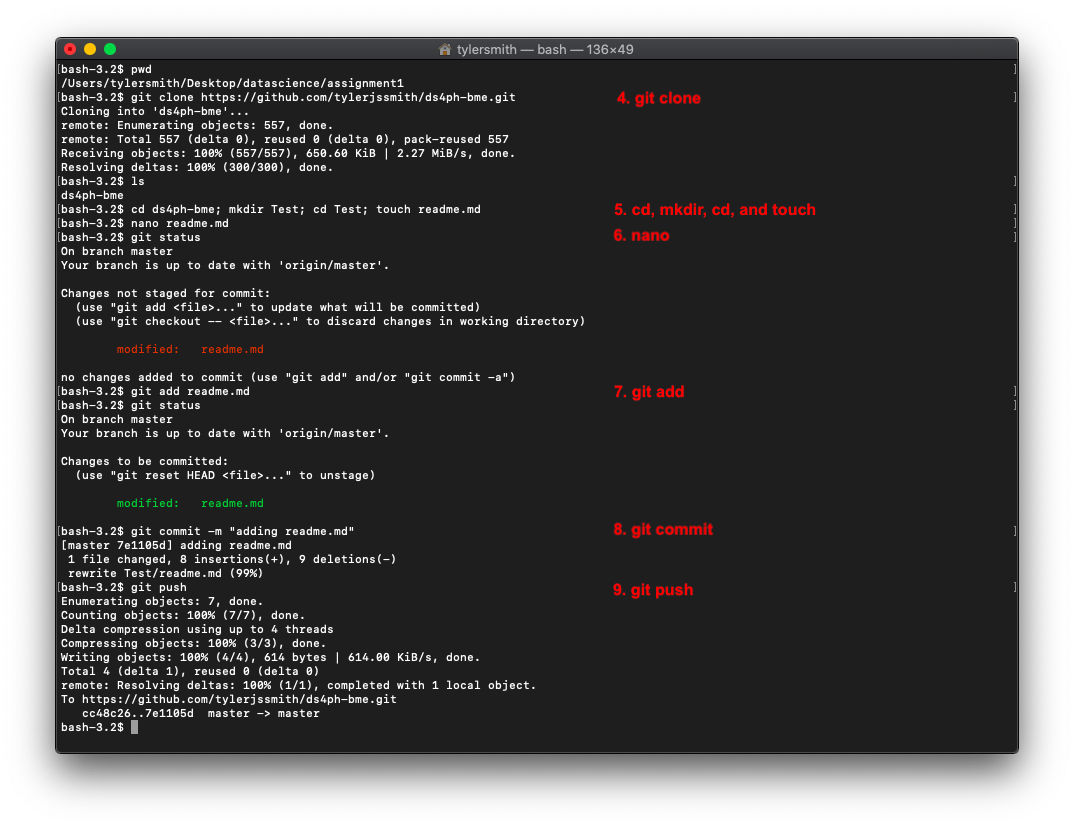 tylersmith — bash — 136×49
[bash-3.2$ pwd ]
/Users/tylersmith/Desktop/datascience/assignment1
[bash-3.2$ git clone https://github.com/tylerjssmith/ds4ph-bme.git 4. git clone ]
Cloning into 'ds4ph-bme'...
remote: Enumerating objects: 557, done.
remote: Total 557 (delta 0), reused 0 (delta 0), pack-reused 557
Receiving objects: 100% (557/557), 650.60 KiB | 2.27 MiB/s, done.
Resolving deltas: 100% (300/300), done.
[bash-3.2$ ls ]
ds4ph-bme
[bash-3.2$ cd ds4ph-bme; mkdir Test; cd Test; touch readme.md 5. cd, mkdir, cd, and touch ]
[bash-3.2$ nano readme.md ]
[bash-3.2$ git status 6. nano ]
On branch master
Your branch is up to date with 'origin/master'.
Changes not staged for commit:
(use "git add <file>..." to update what will be committed)
(use "git checkout -- <file>..." to discard changes in working directory)
modified: readme.md
no changes added to commit (use "git add" and/or "git commit -a")
[bash-3.2$ git add readme.md 7. git add ]
[bash-3.2$ git status ]
On branch master
Your branch is up to date with 'origin/master'.
Changes to be committed:
(use "git reset HEAD <file>..." to unstage)
modified: readme.md
[bash-3.2$ git commit -m "adding readme.md" 8. git commit ]
[master 7e1105d] adding readme.md
1 file changed, 8 insertions(+), 9 deletions(-)
rewrite Test/readme.md (99%)
[bash-3.2$ git push 9. git push ]
Enumerating objects: 7, done.
Counting objects: 100% (7/7), done.
Delta compression using up to 4 threads
Compressing objects: 100% (3/3), done.
Writing objects: 100% (4/4), 614 bytes | 614.00 KiB/s, done.
Total 4 (delta 1), reused 0 (delta 0)
remote: Resolving deltas: 100% (1/1), completed with 1 local object.
To https://github.com/tylerjssmith/ds4ph-bme.git
cc48c26..7e1105d master -> master
bash-3.2$